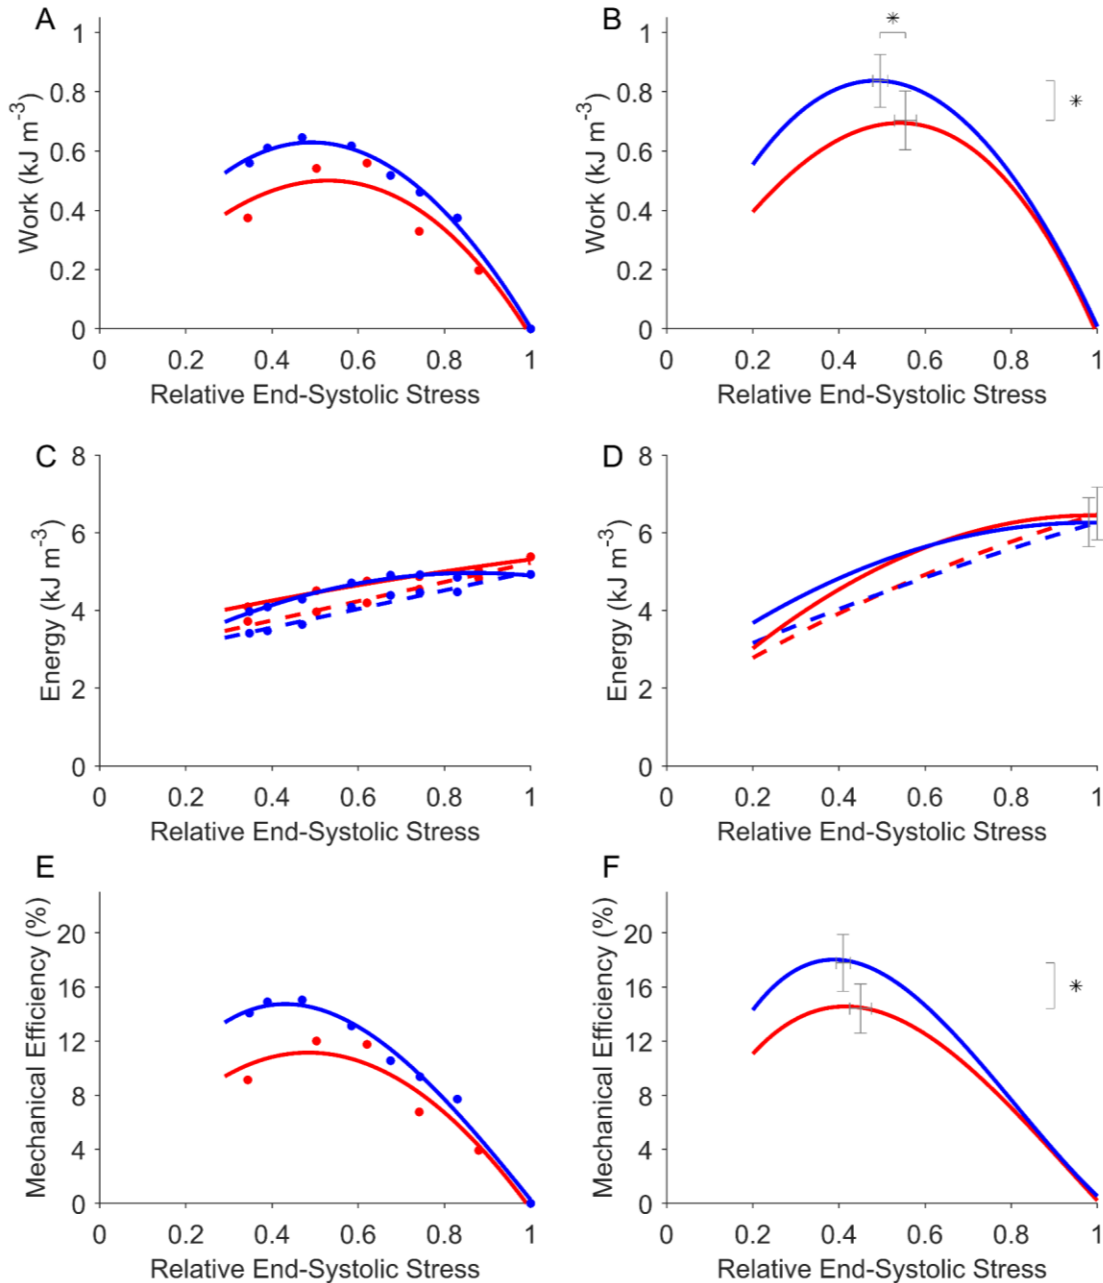 A
Work (kJ m⁻³)
1
0.8
0.6
0.4
0.2
0
0 0.2 0.4 0.6 0.8 1
Relative End-Systolic Stress
B
*
Work (kJ m⁻³)
1
0.8
0.6
0.4
0.2
0
*
0 0.2 0.4 0.6 0.8 1
Relative End-Systolic Stress
C
Energy (kJ m⁻³)
8
6
4
2
0
0 0.2 0.4 0.6 0.8 1
Relative End-Systolic Stress
D
Energy (kJ m⁻³)
8
6
4
2
0
0 0.2 0.4 0.6 0.8 1
Relative End-Systolic Stress
E
Mechanical Efficiency (%)
20
16
12
8
4
0
0 0.2 0.4 0.6 0.8 1
Relative End-Systolic Stress
F
Mechanical Efficiency (%)
20
16
12
8
4
0
*
0 0.2 0.4 0.6 0.8 1
Relative End-Systolic Stress